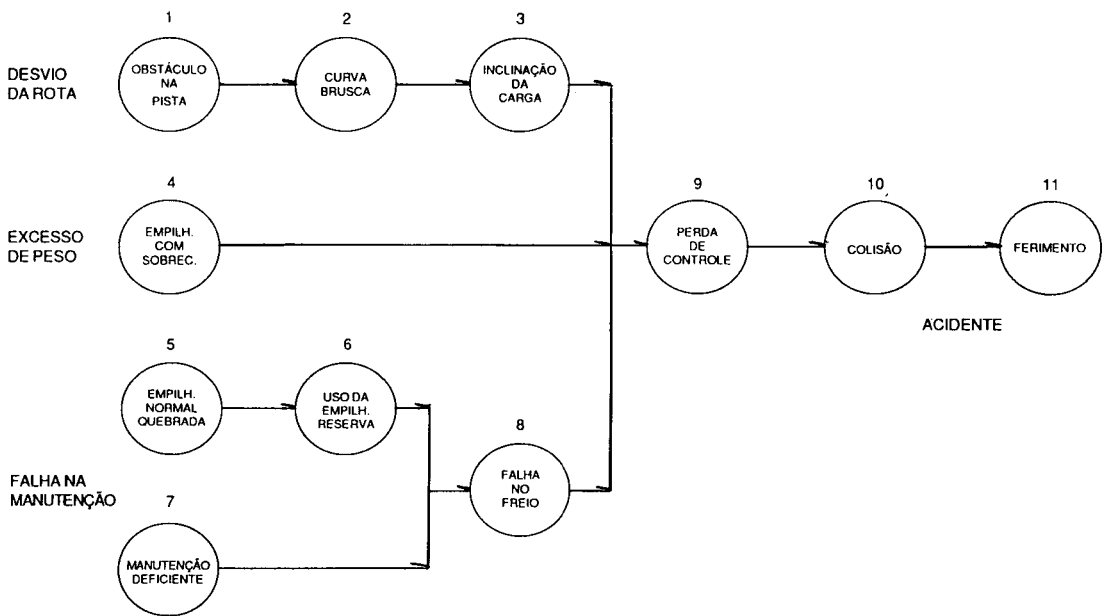 1
2
3
DESVIO
DA ROTA
OBSTÁCULO
NA
PISTA
CURVA
BRUSCA
INCLINAÇÃO
DA
CARGA
4
9
10
11
EXCESSO
DE PESO
EMPILH.
COM
SOBREC.
PERDA
DE
CONTROLE
COLISÃO
FERIMENTO
ACIDENTE
5
6
EMPILH.
NORMAL
QUEBRADA
USO DA
EMPILH.
RESERVA
8
FALHA NA
MANUTENÇÃO
FALHA
NO
FREIO
7
MANUTENÇÃO
DEFICIENTE